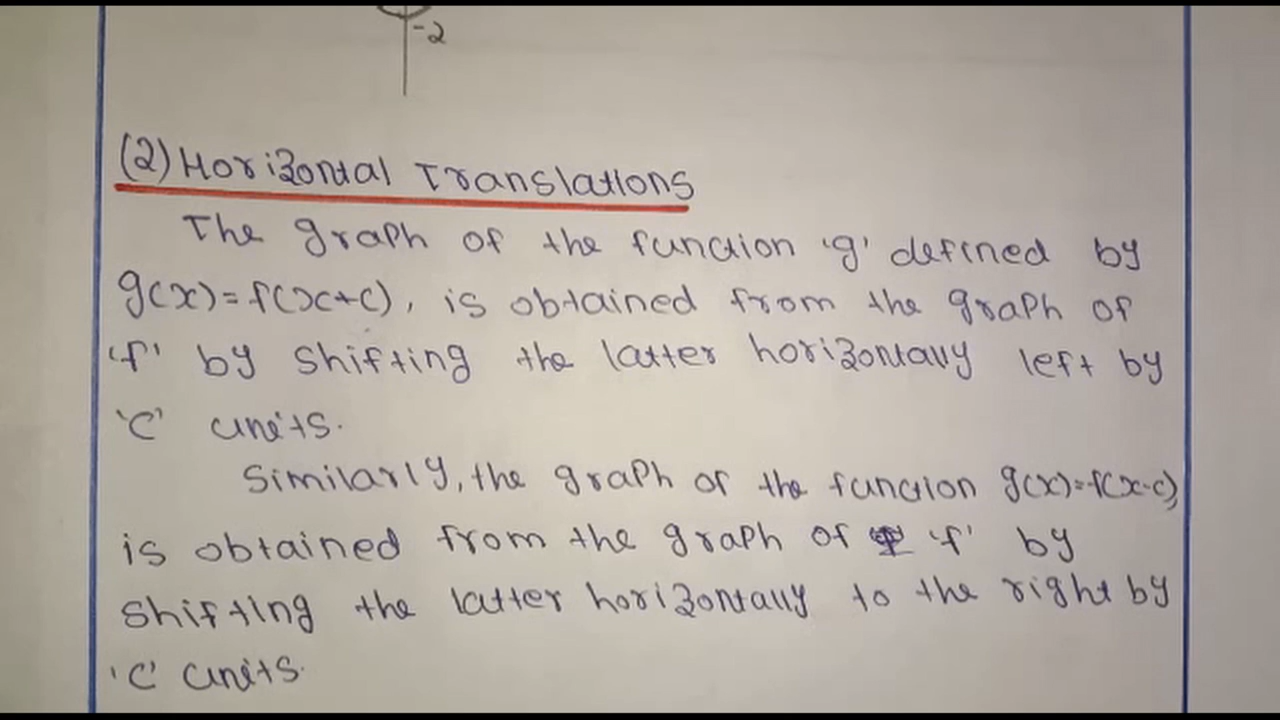 -2
(2) Horizontal Translations
The graph of the function 'g' defined by
g(x)=f(x+c), is obtained from the graph of
'f' by shifting the latter horizontally left by
'c' units.
Similarly, the graph of the function g(x)=f(x-c),
is obtained from the graph of 'f' by
shifting the latter horizontally to the right by
'c' units.